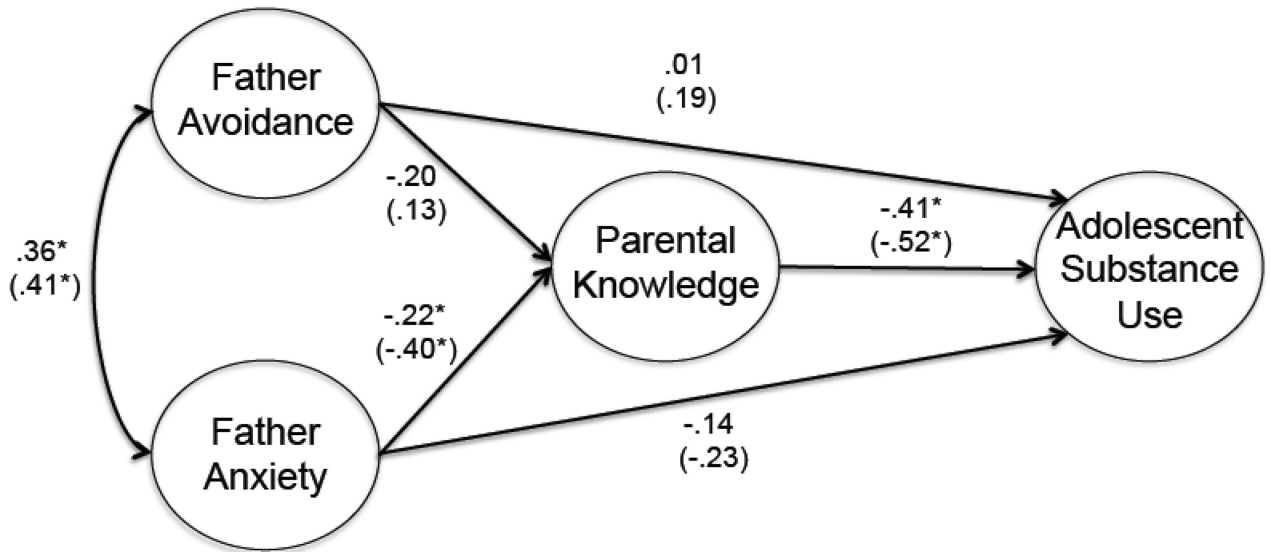 Father
Avoidance
.01
(.19)
-.20
(.13)
.36*
(.41*)
Parental
Knowledge
-.41*
(-.52*)
Adolescent
Substance
Use
-.22*
(-.40*)
Father
Anxiety
-.14
(-.23)